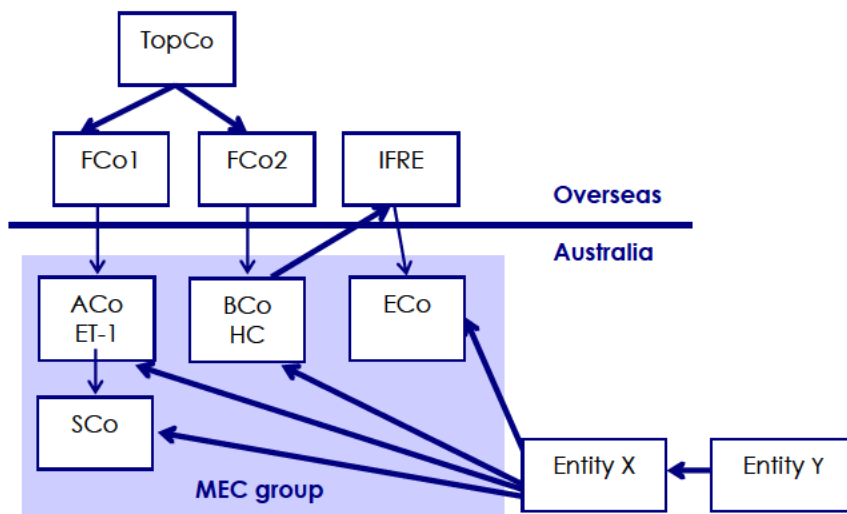 TopCo
FCo1
FCo2
IFRE
Overseas
Australia
ACo
ET-1
BCo
HC
ECo
SCo
Entity X
Entity Y
MEC group